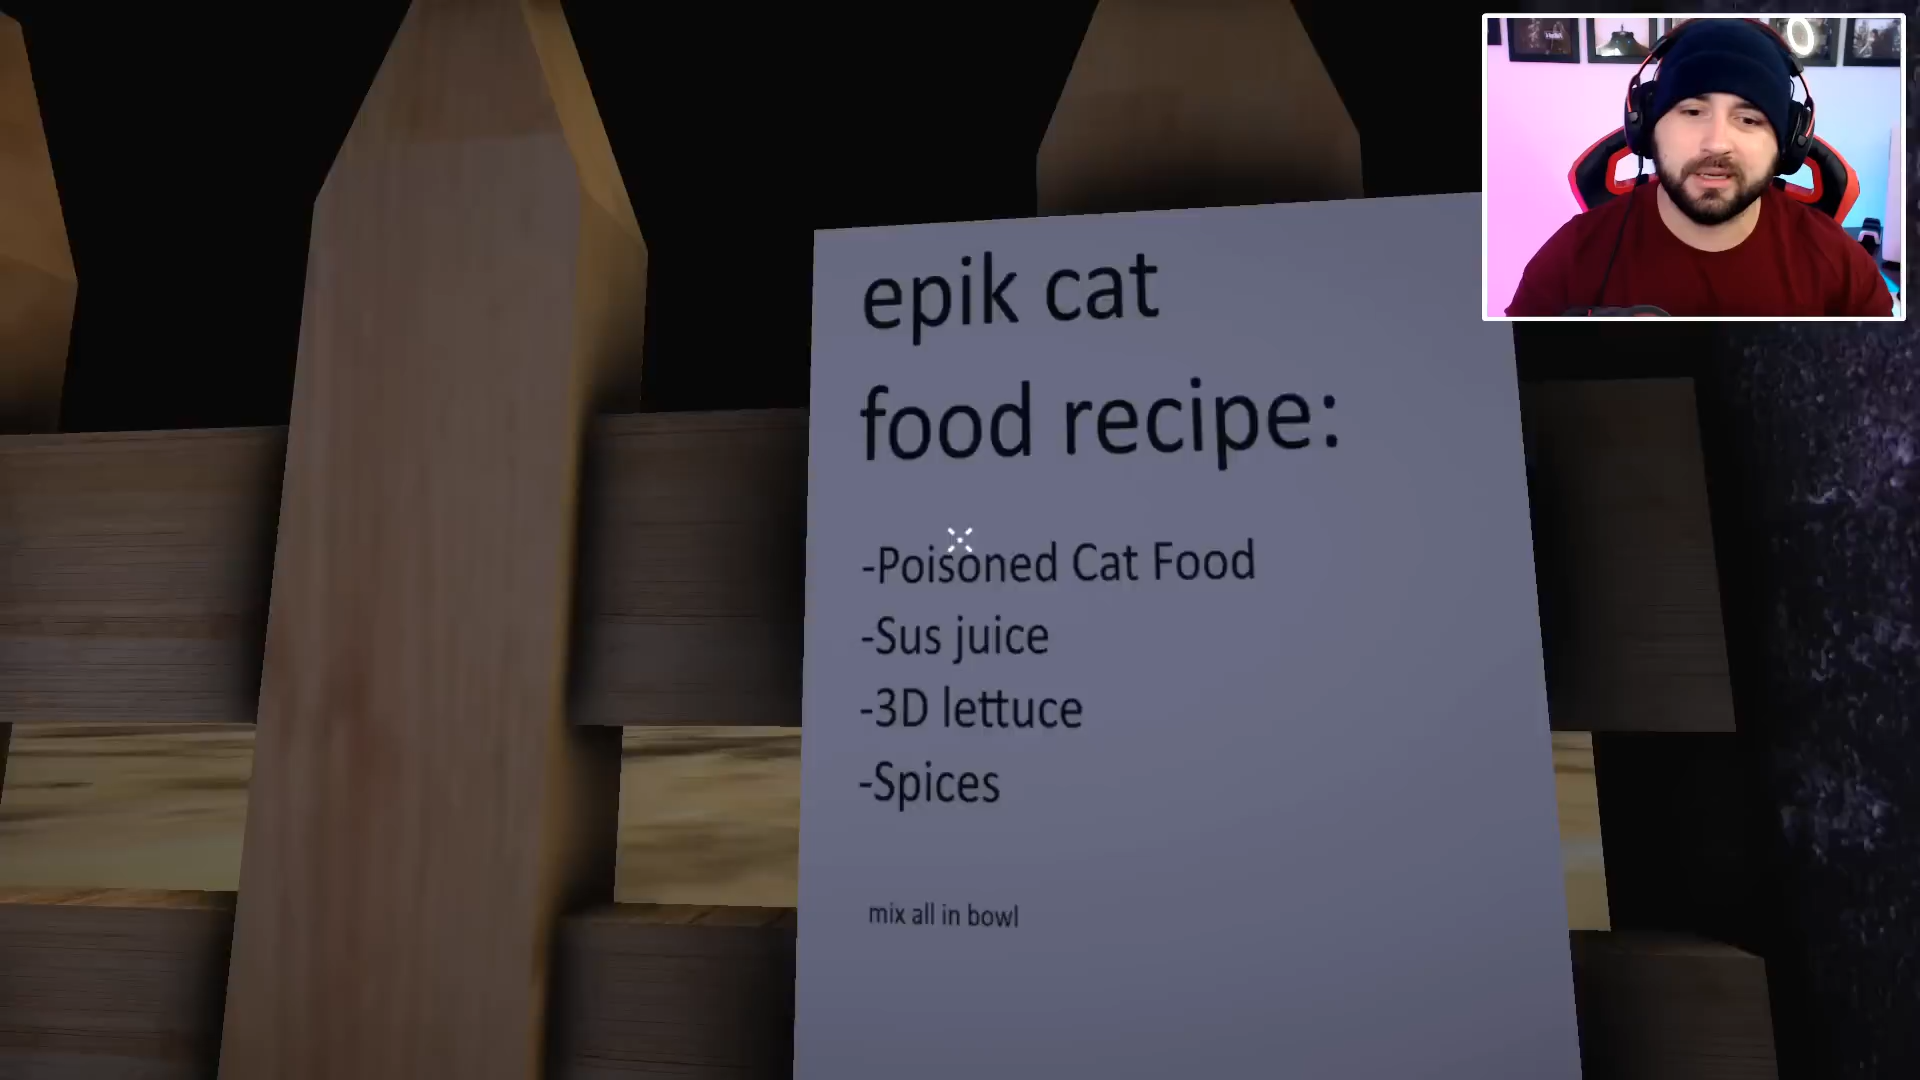 epik cat
food recipe:
-Poisoned Cat Food
-Sus juice
-3D lettuce
-Spices
mix all in bowl